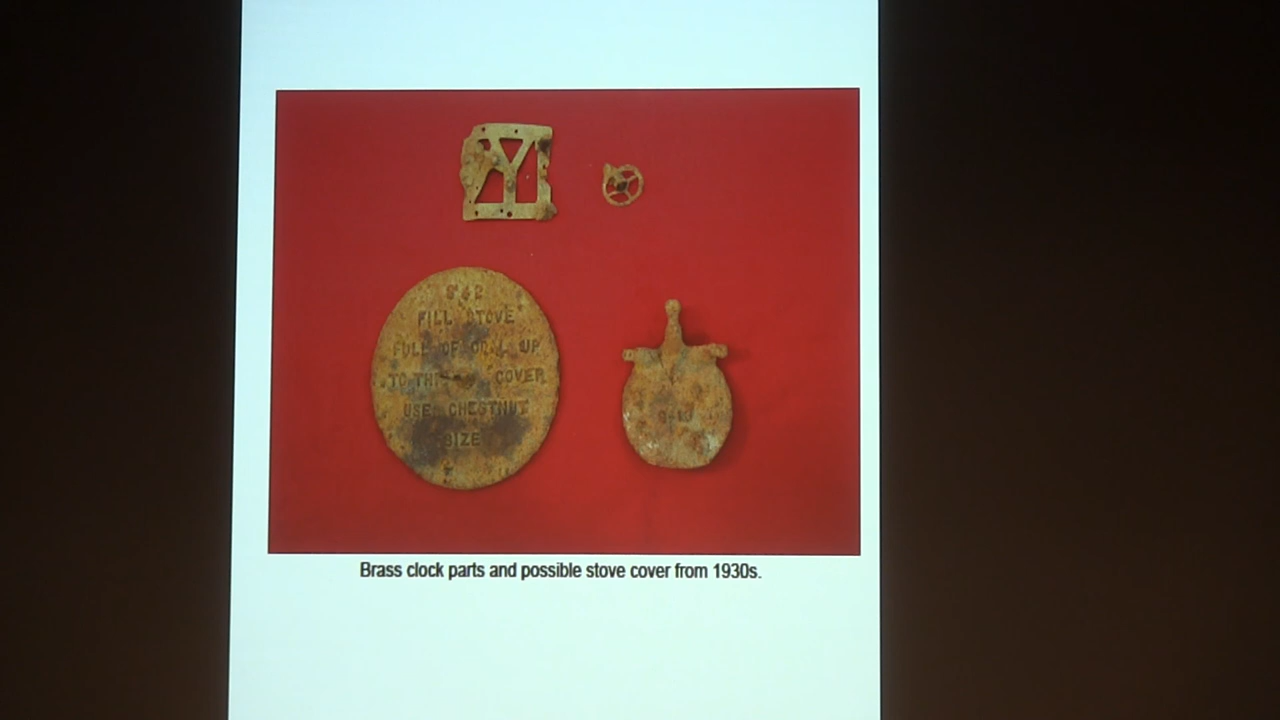 FILL STOVE
FULL OF UP
TO THE COVER
USE CHESTNUT
SIZE
Brass clock parts and possible stove cover from 1930s.